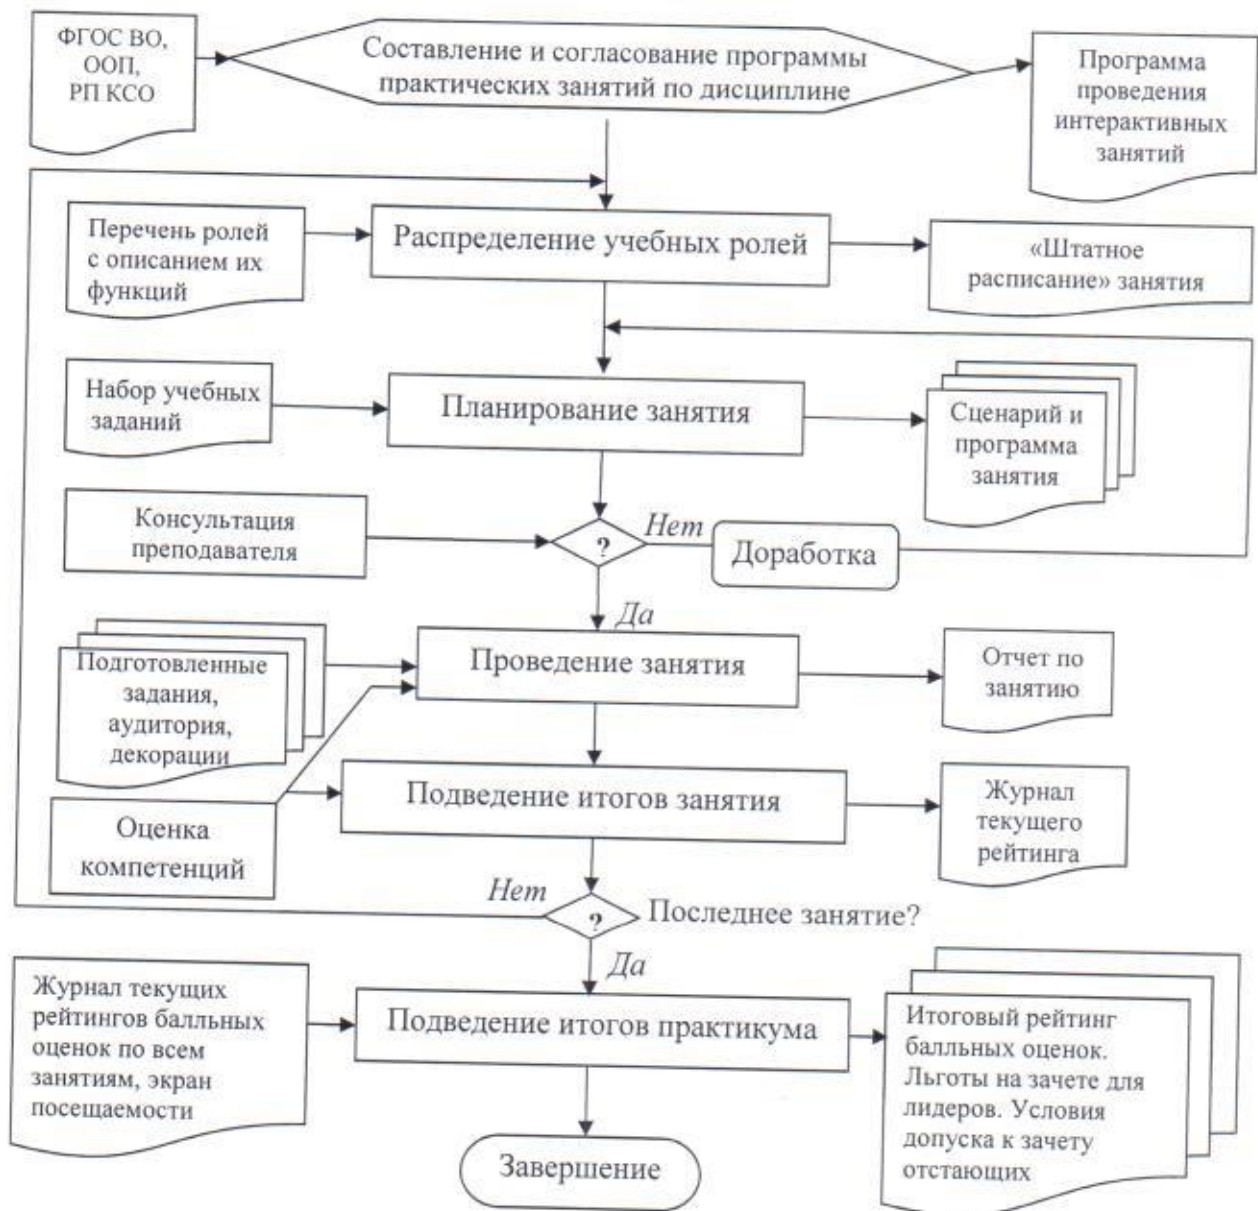 ФГОС ВО,
ООП,
РП КСО
Составление и согласование программы
практических занятий по дисциплине
Программа
проведения
интерактивных
занятий
Перечень ролей
с описанием их
функций
Распределение учебных ролей
«Штатное
расписание» занятия
Набор учебных
заданий
Планирование занятия
Сценарий и
программа
занятия
Консультация
преподавателя
?
Нет
Доработка
Да
Подготовленные
задания,
аудитория,
декорации
Проведение занятия
Отчет по
занятию
Подведение итогов занятия
Журнал
текущего
рейтинга
Оценка
компетенций
Нет
?
Последнее занятие?
Да
Журнал текущих
рейтингов балльных
оценок по всем
занятиям, экран
посещаемости
Подведение итогов практикума
Итоговый рейтинг
балльных оценок.
Льготы на зачете для
лидеров. Условия
допуска к зачету
отстающих
Завершение